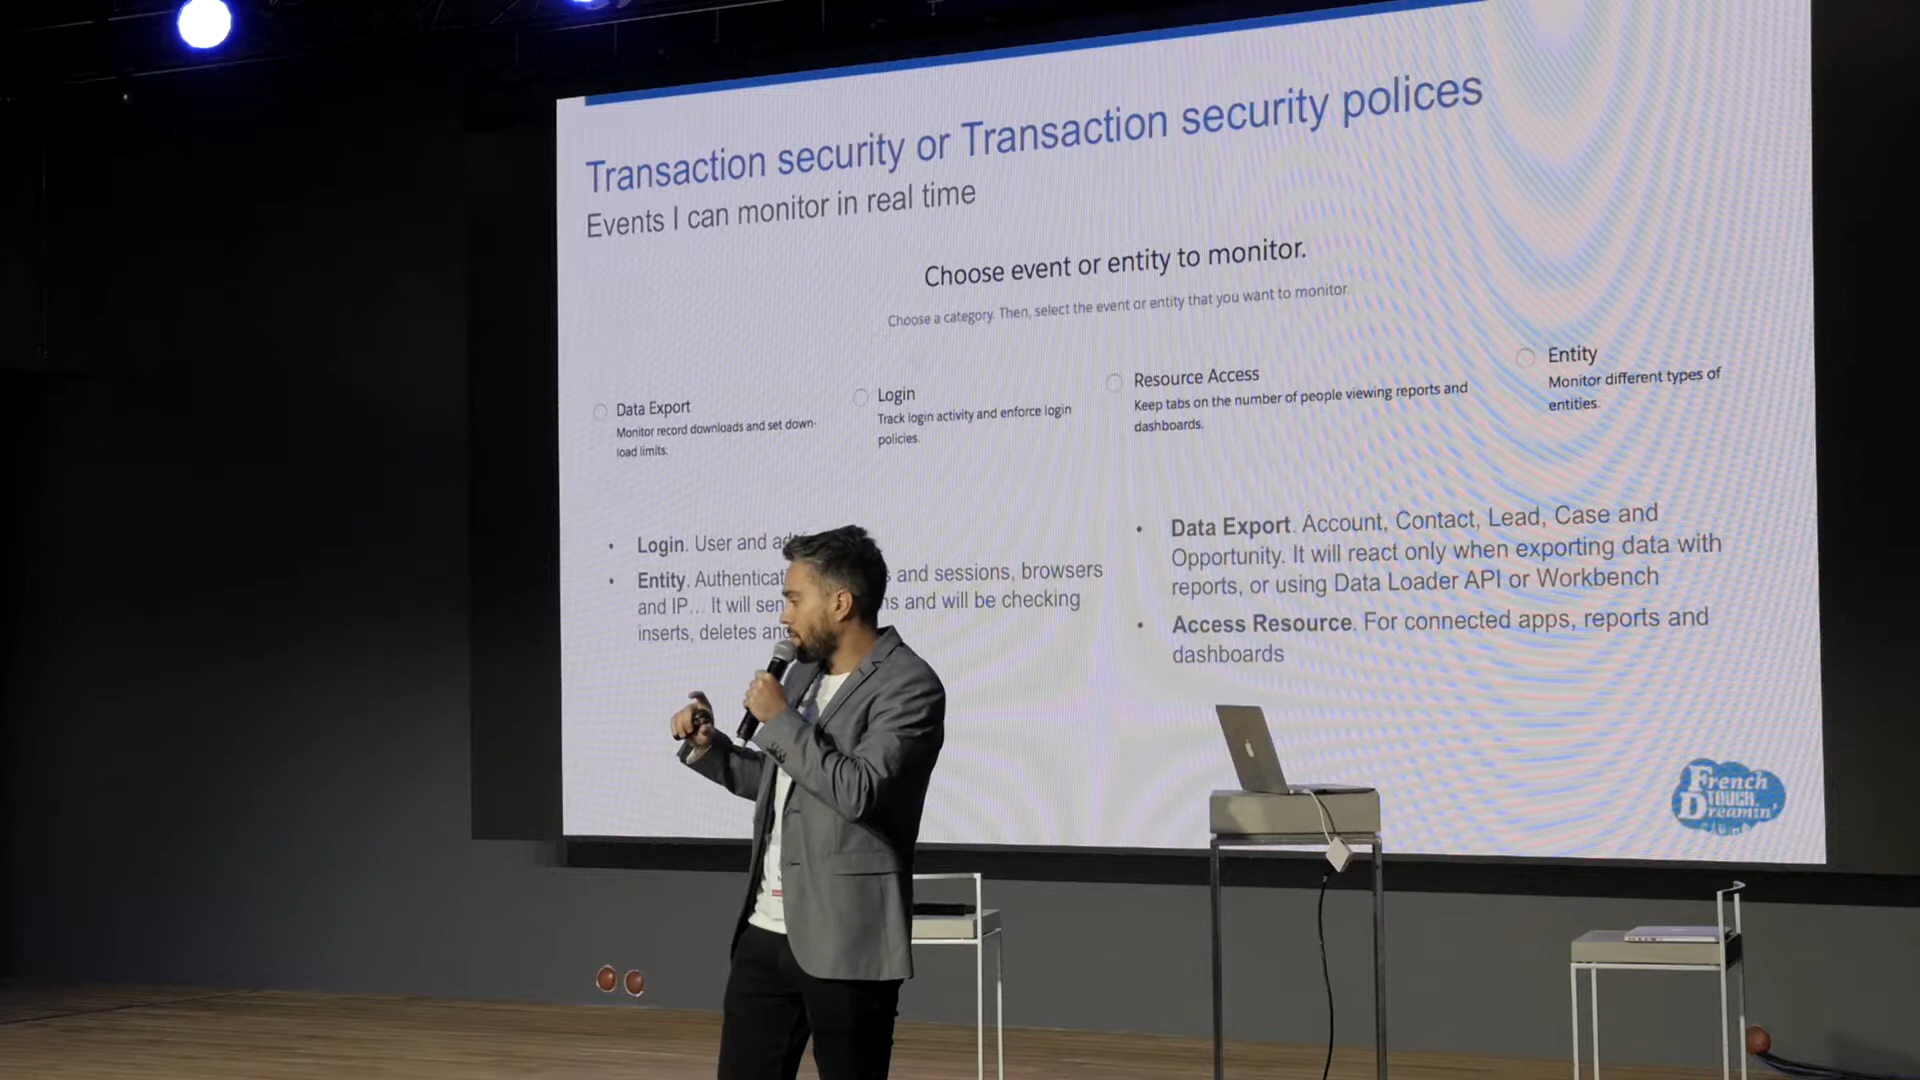 Transaction security or Transaction security polices
Events I can monitor in real time
Choose event or entity to monitor.
Choose a category. Then, select the event or entity that you want to monitor.
Data Export
Monitor record downloads and set down-
load limits.
Login
Track login activity and enforce login
policies.
Resource Access
Keep tabs on the number of people viewing reports and
dashboards.
Entity
Monitor different types of
entities.
• Login. User and
• Entity. and sessions, browsers
and IP... It will and will be checking
inserts, deletes
• Data Export. Account, Contact, Lead, Case and
Opportunity. It will react only when exporting data with
reports, or using Data Loader API or Workbench
• Access Resource. For connected apps, reports and
dashboards
French
Touch
Dreamin'